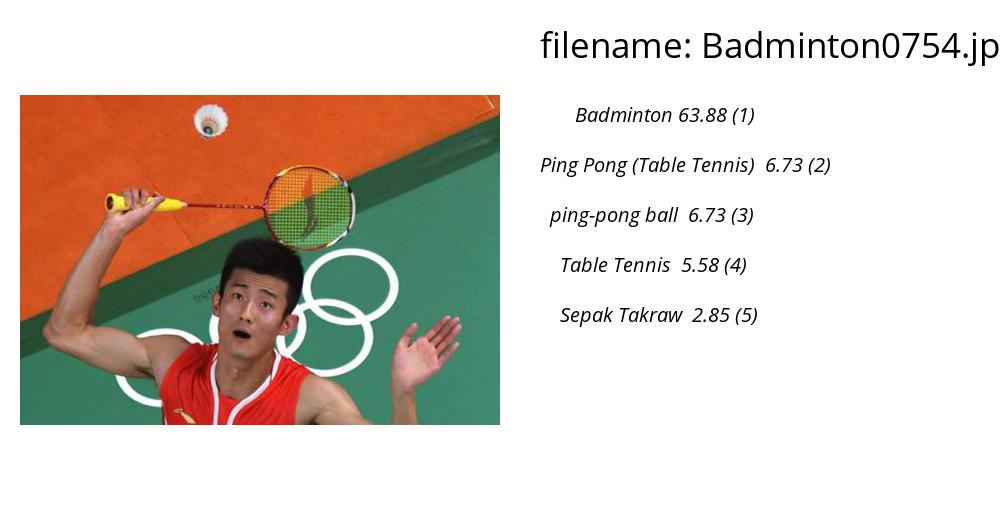 filename: Badminton0754.jp
Badminton 63.88 (1)
Ping Pong (Table Tennis) 6.73 (2)
ping-pong ball 6.73 (3)
Table Tennis 5.58 (4)
Sepak Takraw 2.85 (5)